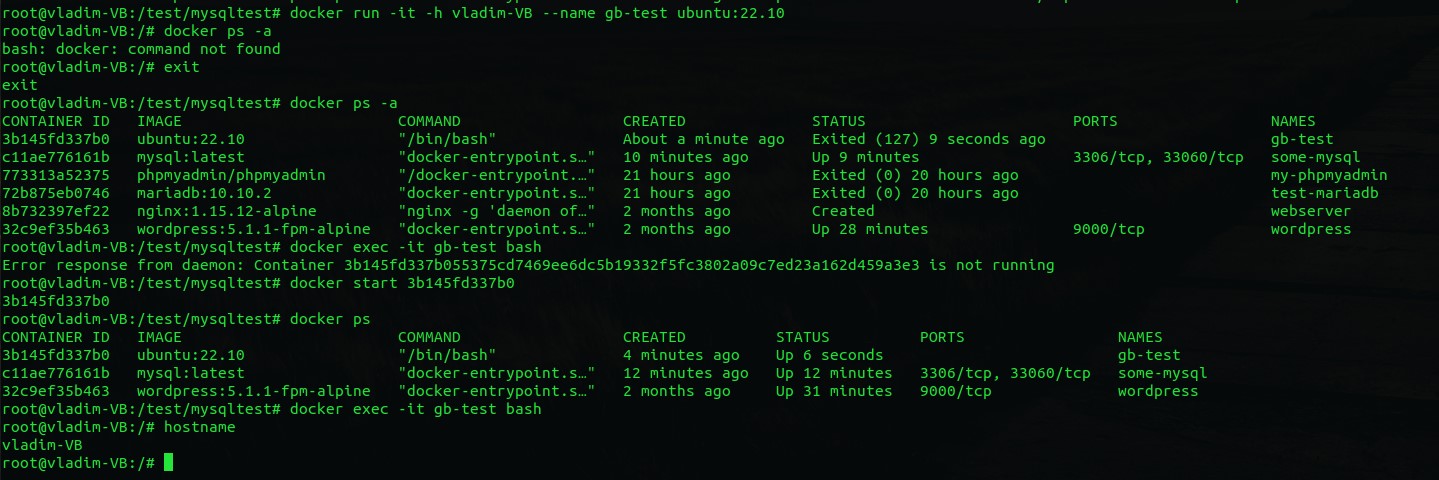 root@vladim-VB:/test/mysqltest# docker run -it -h vladim-VB --name gb-test ubuntu:22.10
root@vladim-VB:/# docker ps -a
bash: docker: command not found
root@vladim-VB:/# exit
exit
root@vladim-VB:/test/mysqltest# docker ps -a
CONTAINER ID   IMAGE                        COMMAND                  CREATED              STATUS                       PORTS                 NAMES
3b145fd337b0   ubuntu:22.10                 "/bin/bash"              About a minute ago   Exited (127) 9 seconds ago                         gb-test
c11ae776161b   mysql:latest                 "docker-entrypoint.s…"   10 minutes ago       Up 9 minutes                 3306/tcp, 33060/tcp   some-mysql
773313a52375   phpmyadmin/phpmyadmin        "/docker-entrypoint.…"   21 hours ago         Exited (0) 20 hours ago                            my-phpmyadmin
72b875eb0746   mariadb:10.10.2              "docker-entrypoint.s…"   21 hours ago         Exited (0) 20 hours ago                            test-mariadb
8b732397ef22   nginx:1.15.12-alpine         "nginx -g 'daemon of…"   2 months ago         Created                                            webserver
32c9ef35b463   wordpress:5.1.1-fpm-alpine   "docker-entrypoint.s…"   2 months ago         Up 28 minutes                9000/tcp              wordpress
root@vladim-VB:/test/mysqltest# docker exec -it gb-test bash
Error response from daemon: Container 3b145fd337b055375cd7469ee6dc5b19332f5fc3802a09c7ed23a162d459a3e3 is not running
root@vladim-VB:/test/mysqltest# docker start 3b145fd337b0
3b145fd337b0
root@vladim-VB:/test/mysqltest# docker ps
CONTAINER ID   IMAGE                        COMMAND                  CREATED          STATUS          PORTS                 NAMES
3b145fd337b0   ubuntu:22.10                 "/bin/bash"              4 minutes ago    Up 6 seconds                          gb-test
c11ae776161b   mysql:latest                 "docker-entrypoint.s…"   12 minutes ago   Up 12 minutes   3306/tcp, 33060/tcp   some-mysql
32c9ef35b463   wordpress:5.1.1-fpm-alpine   "docker-entrypoint.s…"   2 months ago     Up 31 minutes   9000/tcp              wordpress
root@vladim-VB:/test/mysqltest# docker exec -it gb-test bash
root@vladim-VB:/# hostname
vladim-VB
root@vladim-VB:/#